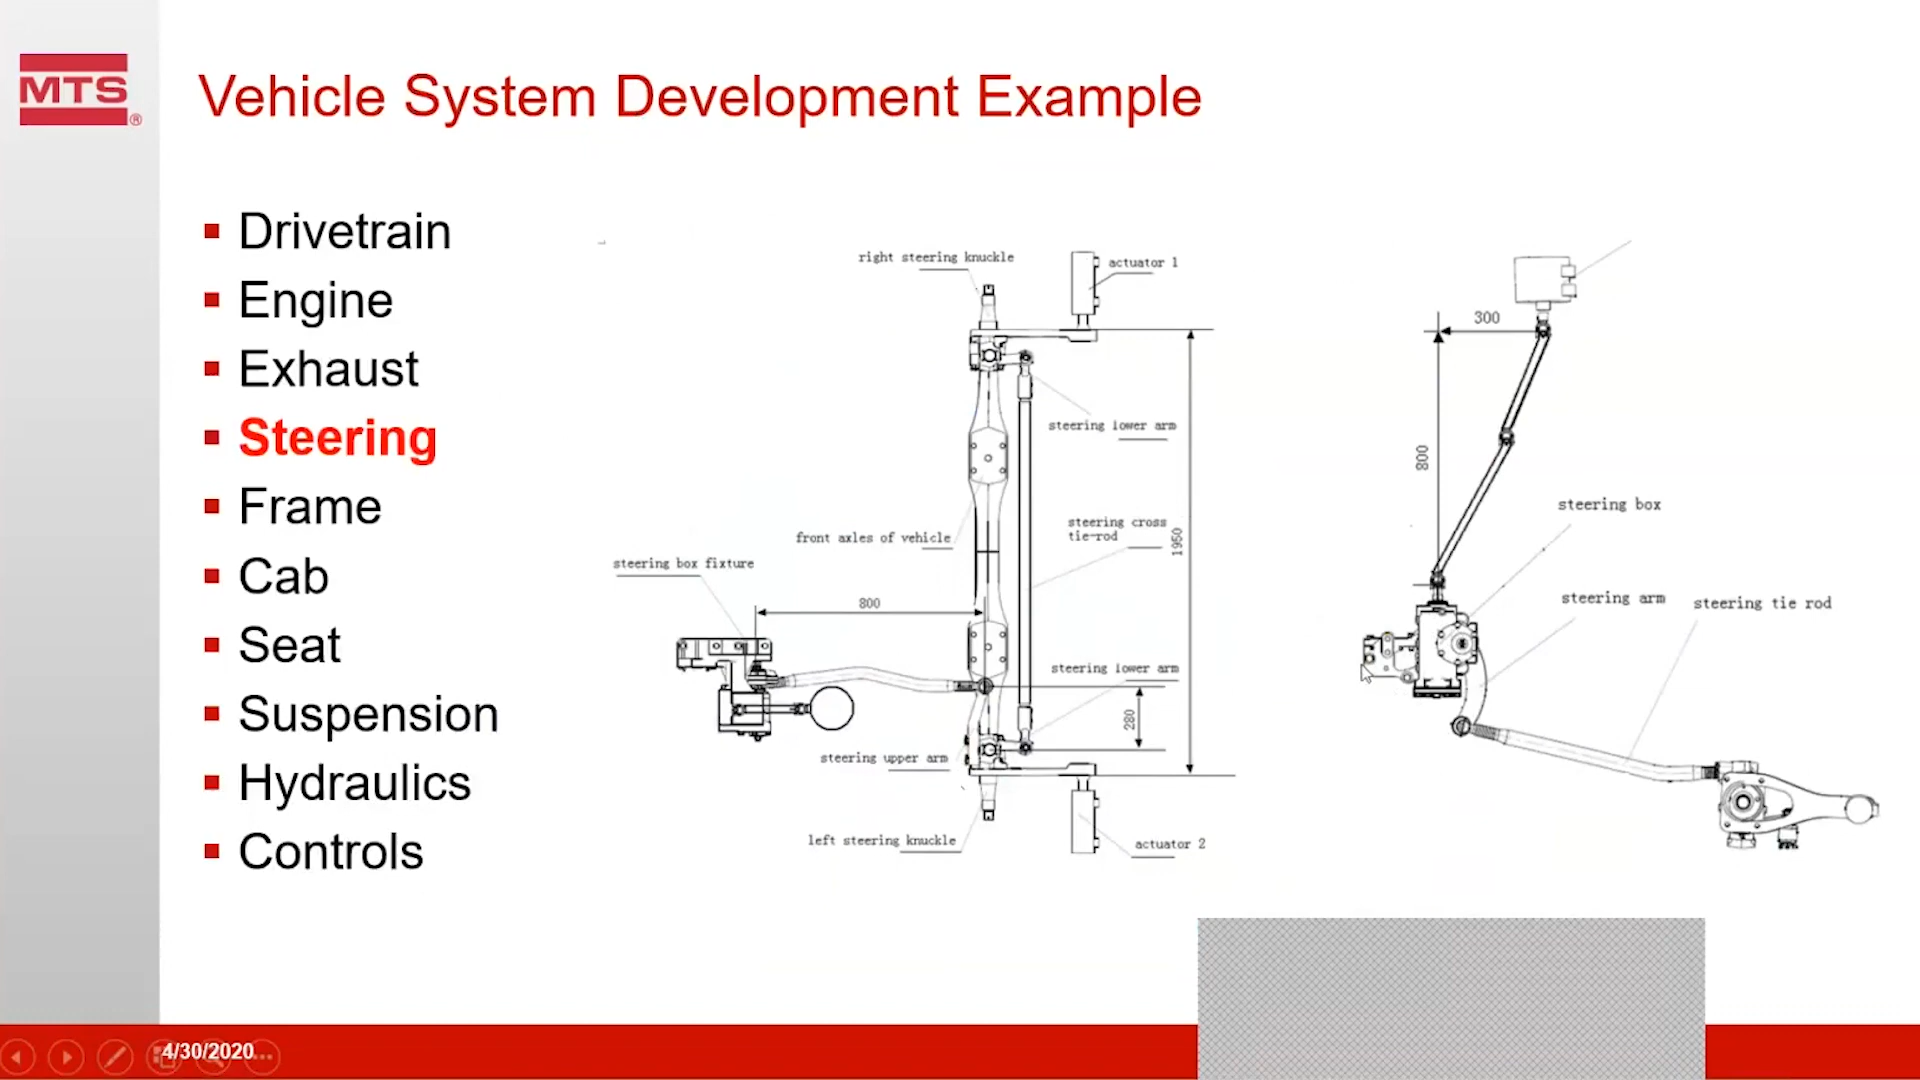 MTS
®
Vehicle System Development Example
Drivetrain
Engine
Exhaust
Steering
Frame
Cab
Seat
Suspension
Hydraulics
Controls
right steering knuckle
actuator 1
steering lower arm
steering cross
tie-rod
1950
front axles of vehicle
steering box fixture
800
steering lower arm
280
steering upper arm
left steering knuckle
actuator 2
300
800
steering box
steering arm
steering tie rod
4/30/2020